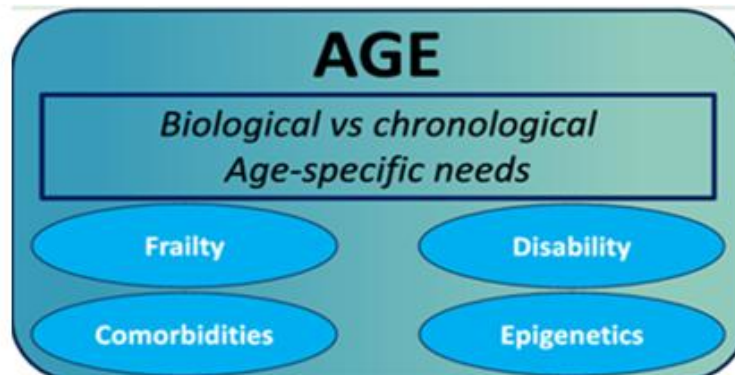 AGE
Biological vs chronological
Age-specific needs
Frailty
Disability
Comorbidities
Epigenetics